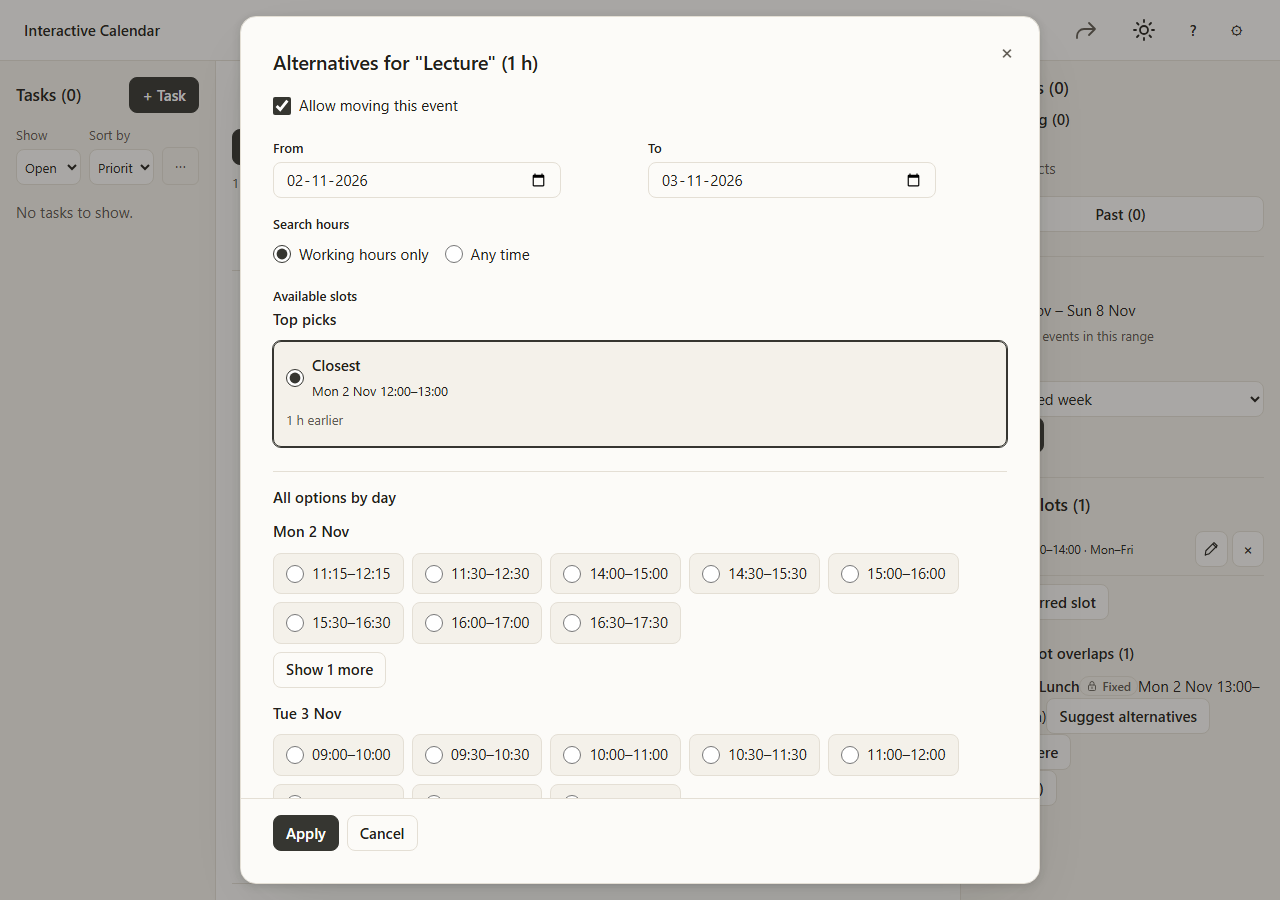 Interactive Calendar
?
Tasks (0)
+ Task
Show
Sort by
Open
Priorit
...
No tasks to show.
1
Alternatives for "Lecture" (1 h)
×
Allow moving this event
From
To
02-11-2026
03-11-2026
Search hours
Working hours only
Any time
Available slots
Top picks
Closest
Mon 2 Nov 12:00–13:00
1 h earlier
All options by day
Mon 2 Nov
11:15–12:15
11:30–12:30
14:00–15:00
14:30–15:30
15:00–16:00
15:30–16:30
16:00–17:00
16:30–17:30
Show 1 more
Tue 3 Nov
09:00–10:00
09:30–10:30
10:00–11:00
10:30–11:30
11:00–12:00
Apply
Cancel
s (0)
g (0)
cts
Past (0)
ov – Sun 8 Nov
events in this range
ed week
lots (1)
0–14:00 · Mon–Fri
×
rred slot
ot overlaps (1)
Lunch Fixed Mon 2 Nov 13:00–
) Suggest alternatives
ere
)